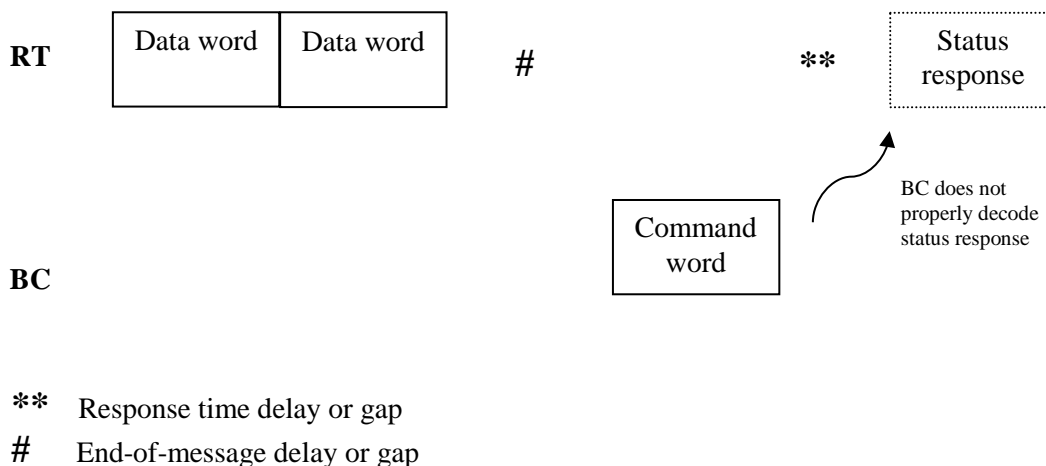 RT
Data word
Data word
#
**
Status
response
BC does not
properly decode
status response
Command
word
BC
** Response time delay or gap
# End-of-message delay or gap